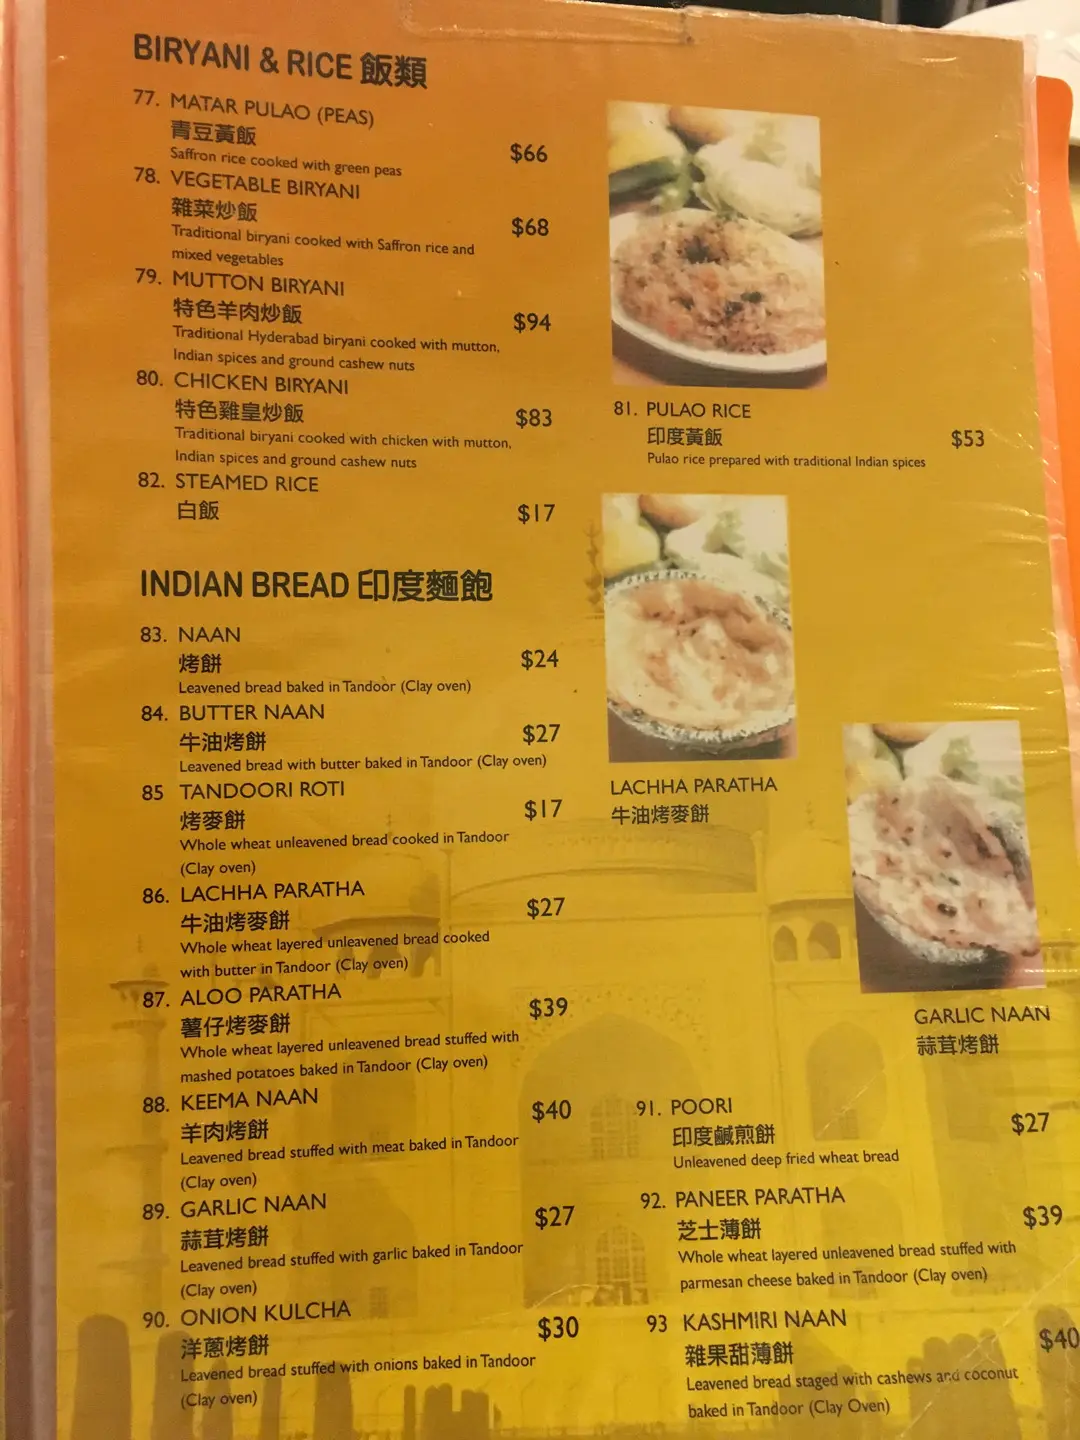 BIRYANI & RICE 飯類
77. MATAR PULAO (PEAS)
青豆黃飯
$66
Saffron rice cooked with green peas
78. VEGETABLE BIRYANI
雜菜炒飯
$68
Traditional biryani cooked with Saffron rice and
mixed vegetables
79. MUTTON BIRYANI
特色羊肉炒飯
$94
Traditional Hyderabad biryani cooked with mutton,
Indian spices and ground cashew nuts
80. CHICKEN BIRYANI
特色雞皇炒飯
$83
Traditional biryani cooked with chicken with mutton,
Indian spices and ground cashew nuts
82. STEAMED RICE
白飯
$17
81. PULAO RICE
印度黃飯
$53
Pulao rice prepared with traditional Indian spices
INDIAN BREAD 印度麵飽
83. NAAN
烤餅
$24
Leavened bread baked in Tandoor (Clay oven)
84. BUTTER NAAN
牛油烤餅
$27
Leavened bread with butter baked in Tandoor (Clay oven)
85 TANDOORI ROTI
烤麥餅
$17
Whole wheat unleavened bread cooked in Tandoor
(Clay oven)
86. LACHHA PARATHA
牛油烤麥餅
$27
Whole wheat layered unleavened bread cooked
with butter in Tandoor (Clay oven)
87. ALOO PARATHA
薯仔烤麥餅
$39
Whole wheat layered unleavened bread stuffed with
mashed potatoes baked in Tandoor (Clay oven)
88. KEEMA NAAN
羊肉烤餅
$40
Leavened bread stuffed with meat baked in Tandoor
(Clay oven)
89. GARLIC NAAN
蒜茸烤餅
$27
Leavened bread stuffed with garlic baked in Tandoor
(Clay oven)
90. ONION KULCHA
洋蔥烤餅
$30
Leavened bread stuffed with onions baked in Tandoor
(Clay oven)
LACHHA PARATHA
牛油烤麥餅
GARLIC NAAN
蒜茸烤餅
91. POORI
印度鹹煎餅
$27
Unleavened deep fried wheat bread
92. PANEER PARATHA
芝士薄餅
$39
Whole wheat layered unleavened bread stuffed with
parmesan cheese baked in Tandoor (Clay oven)
93 KASHMIRI NAAN
雜果甜薄餅
$40
Leavened bread staged with cashews and coconut
baked in Tandoor (Clay Oven)